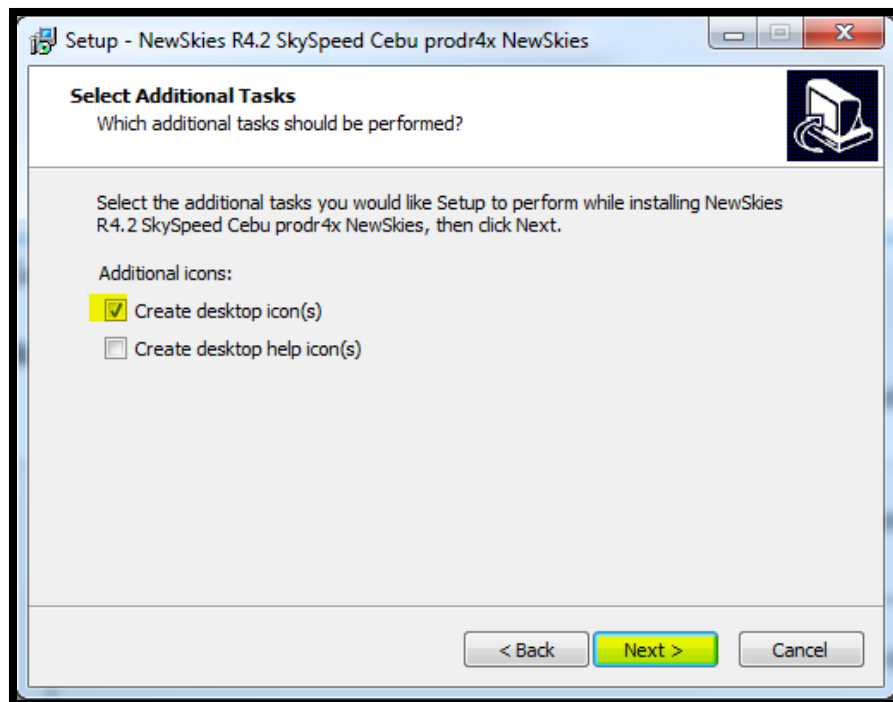 Setup - NewSkies R4.2 SkySpeed Cebu prodr4x NewSkies
Select Additional Tasks
Which additional tasks should be performed?
Select the additional tasks you would like Setup to perform while installing NewSkies
R4.2 SkySpeed Cebu prodr4x NewSkies, then click Next.
Additional icons:
Create desktop icon(s)
Create desktop help icon(s)
< Back
Next >
Cancel